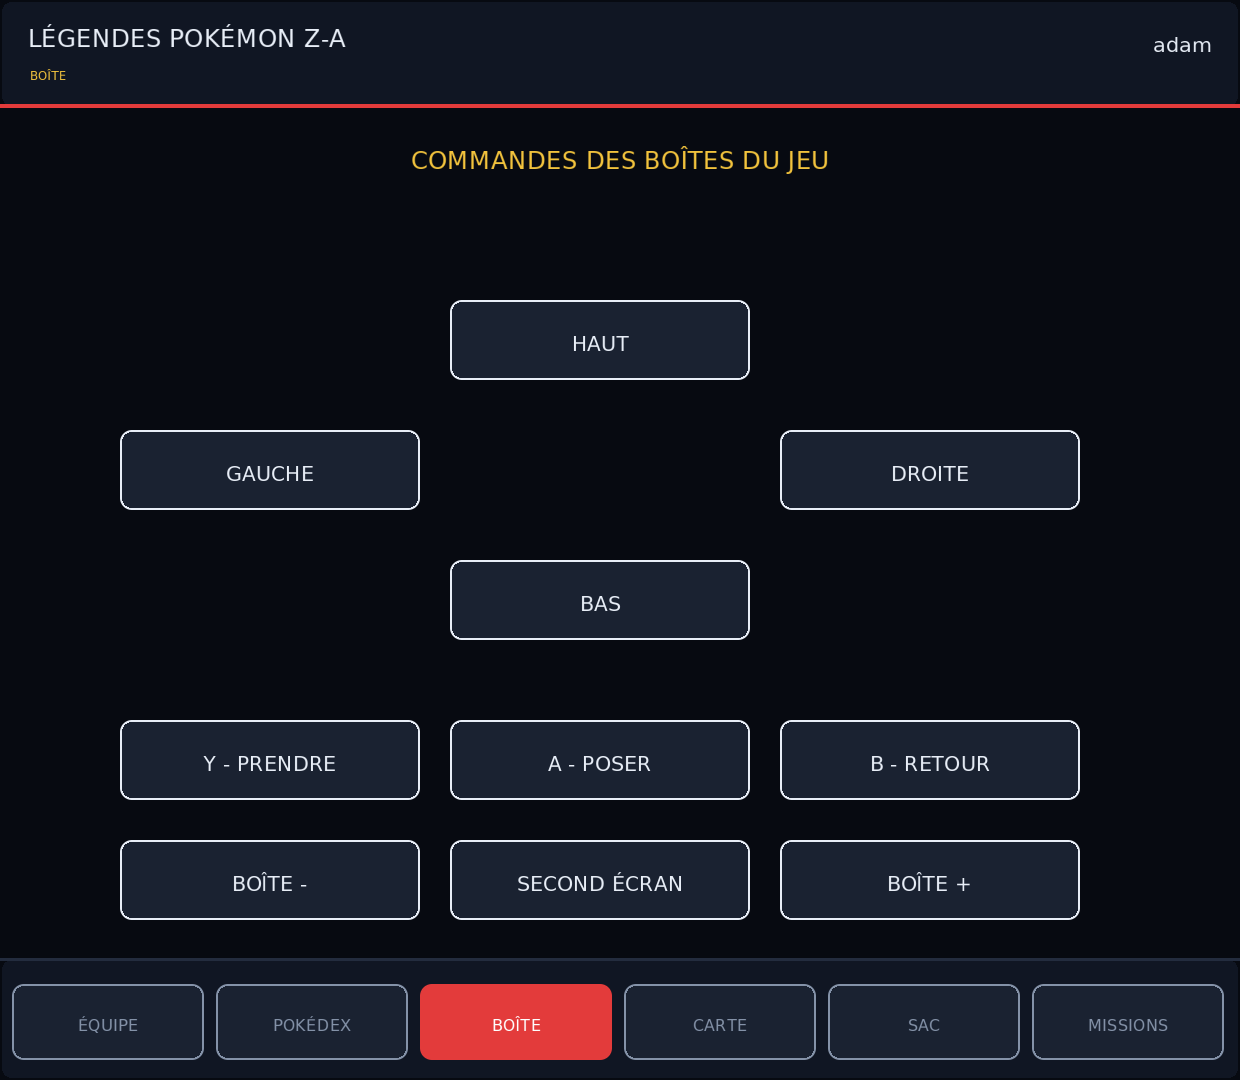 LÉGENDES POKÉMON Z-A
adam
BOÎTE
COMMANDES DES BOÎTES DU JEU
HAUT
GAUCHE
DROITE
BAS
Y - PRENDRE
A - POSER
B - RETOUR
BOÎTE -
SECOND ÉCRAN
BOÎTE +
ÉQUIPE
POKÉDEX
BOÎTE
CARTE
SAC
MISSIONS